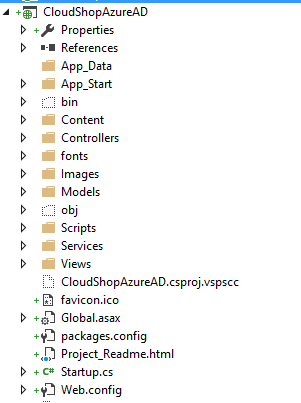 CloudShopAzureAD
Properties
References
App_Data
App_Start
bin
Content
Controllers
fonts
Images
Models
obj
Scripts
Services
Views
CloudShopAzureAD.csproj.vspscc
favicon.ico
Global.asax
packages.config
Project_Readme.html
C# Startup.cs
Web.config